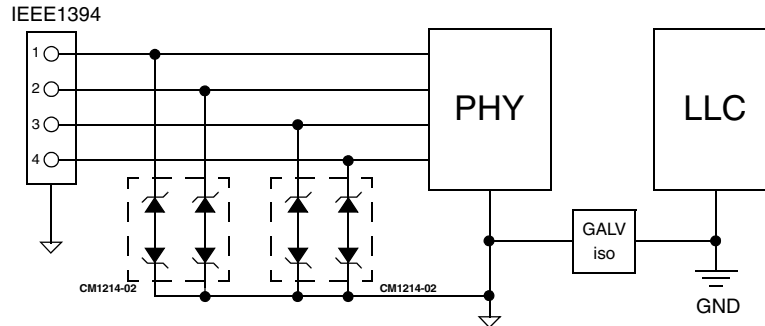 IEEE1394
1
2
3
4
PHY
LLC
GALV
iso
CM1214-02
CM1214-02
GND